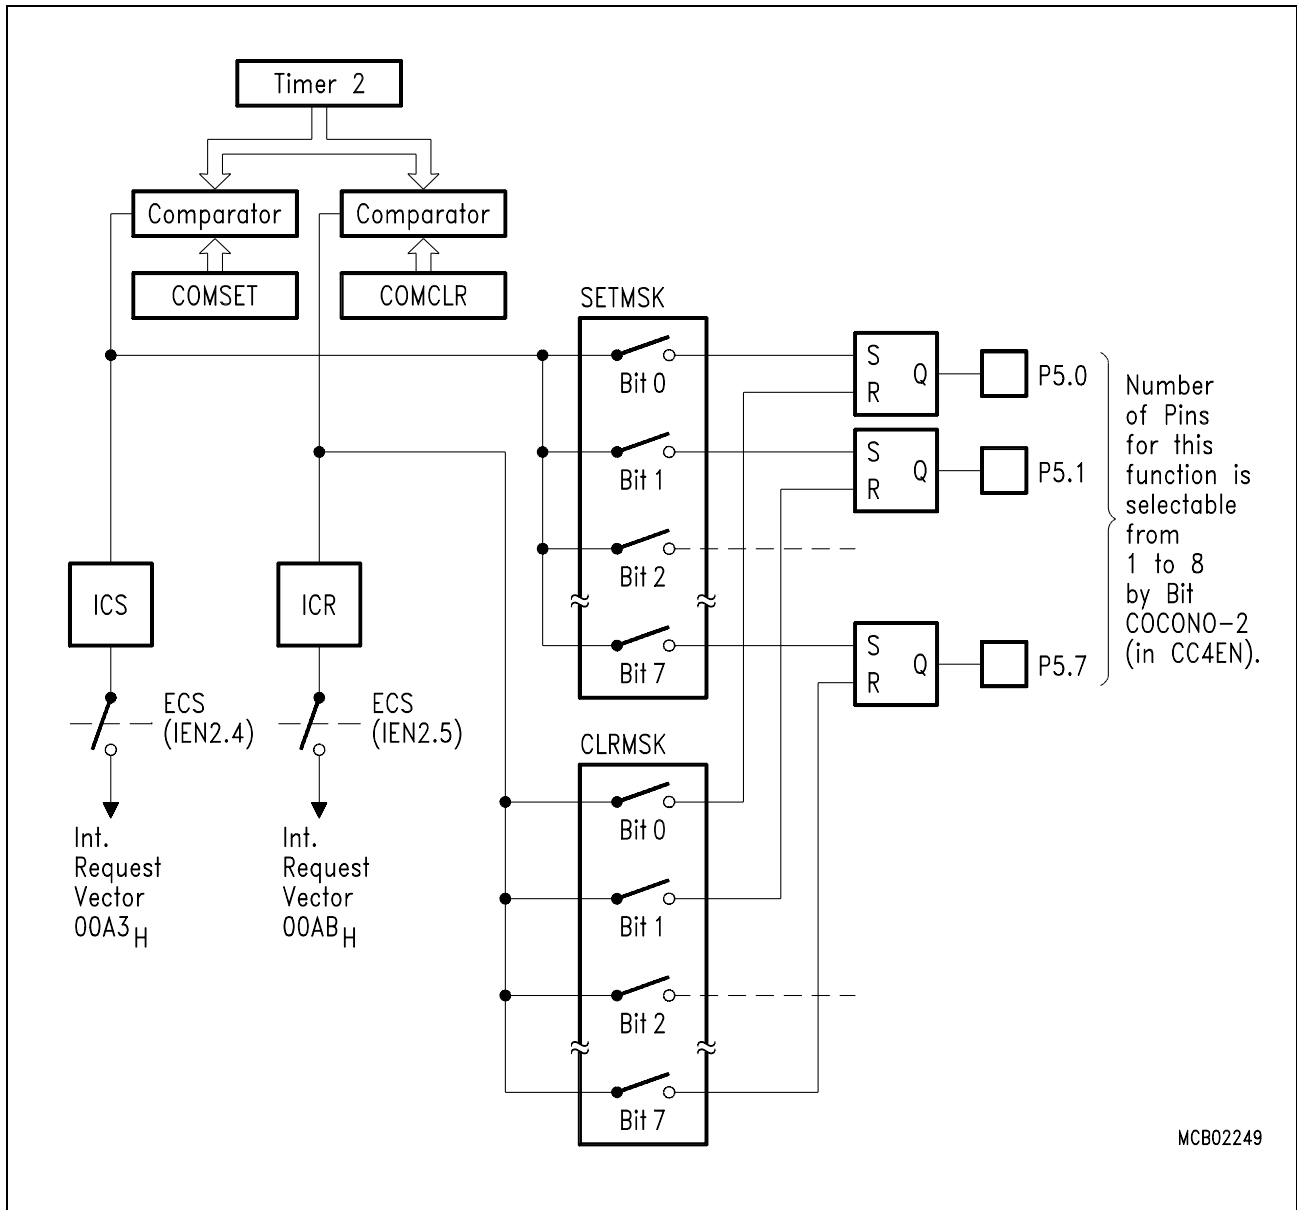 Timer 2
Comparator
Comparator
COMSET
COMCLR
SETMSK
Bit 0
Bit 1
Bit 2
Bit 7
S
R
Q
P5.0
S
R
Q
P5.1
S
R
Q
P5.7
Number
of Pins
for this
function is
selectable
from
1 to 8
by Bit
COCON0-2
(in CC4EN).
ICS
ICR
ECS
(IEN2.4)
ECS
(IEN2.5)
Int.
Request
Vector
00A3H
Int.
Request
Vector
00ABH
CLRMSK
Bit 0
Bit 1
Bit 2
Bit 7
MCB02249